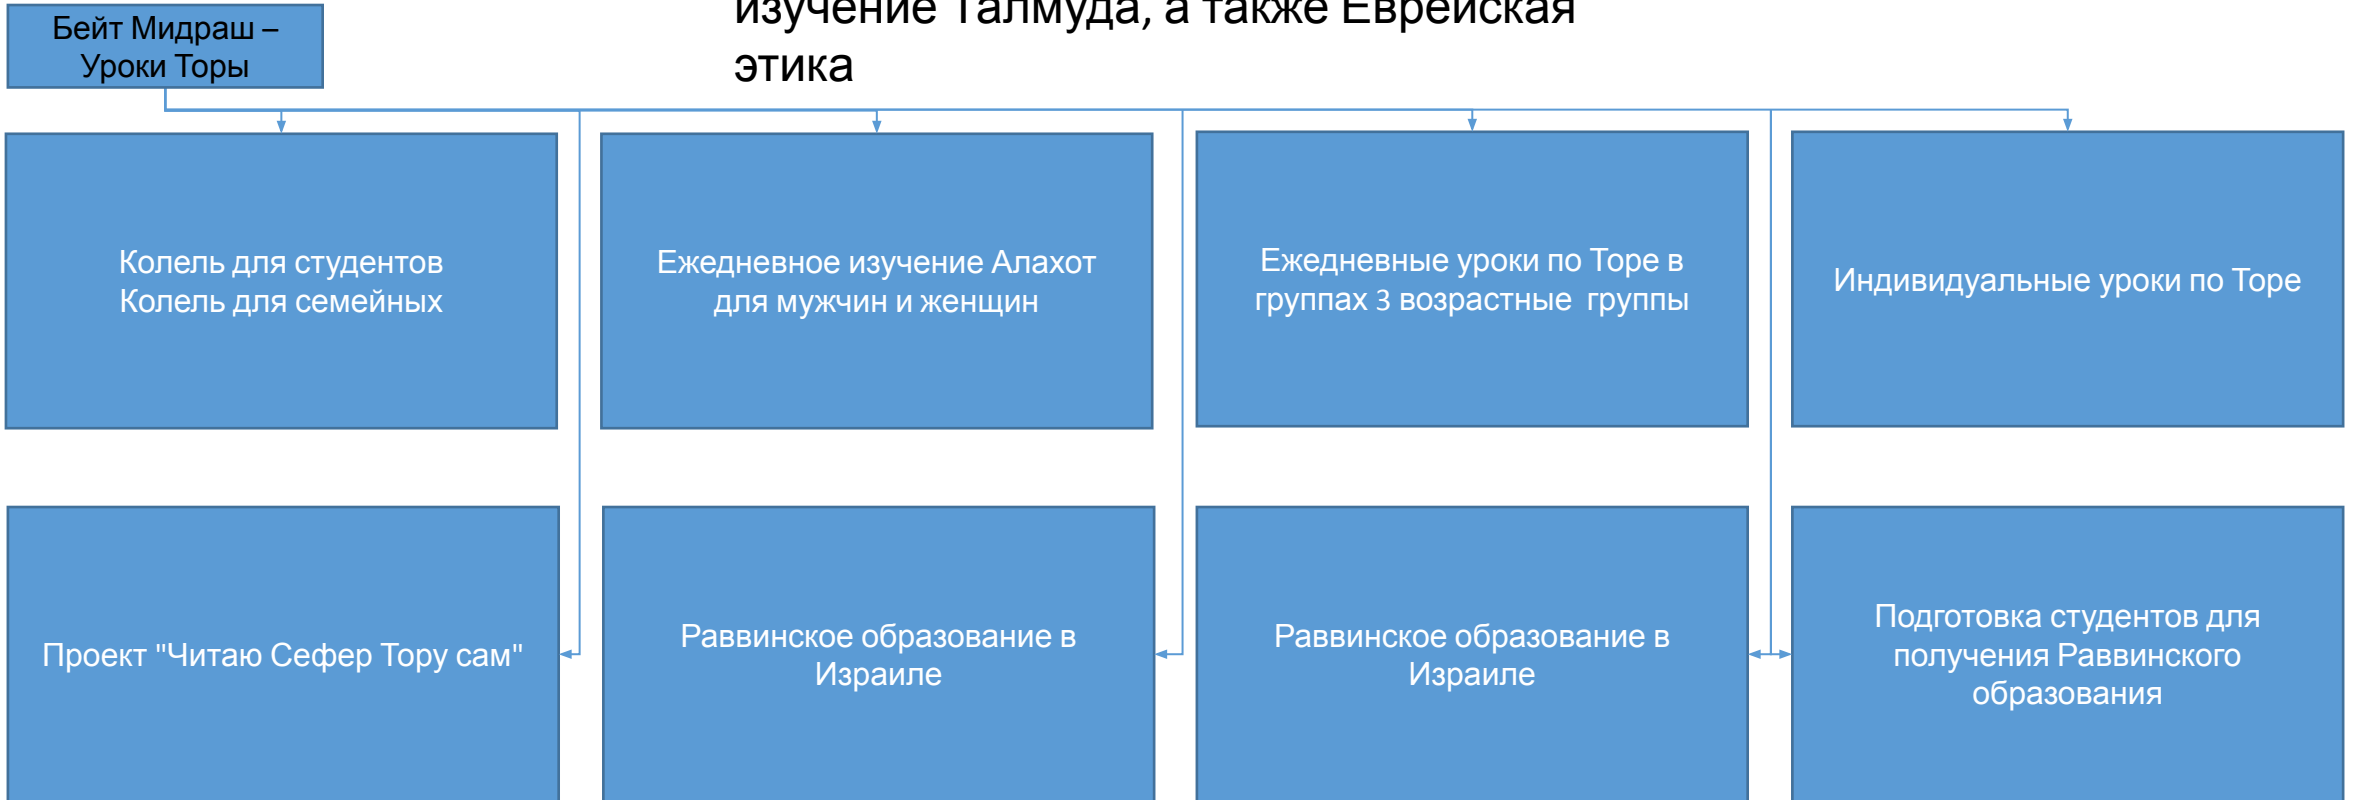 изучение Талмуда, а также Еврейская
этика
Бейт Мидраш –
Уроки Торы
Колель для студентов
Колель для семейных
Ежедневное изучение Алахот
для мужчин и женщин
Ежедневные уроки по Торе в
группах 3 возрастные группы
Индивидуальные уроки по Торе
Проект "Читаю Сефер Тору сам"
Раввинское образование в
Израиле
Раввинское образование в
Израиле
Подготовка студентов для
получения Раввинского
образования